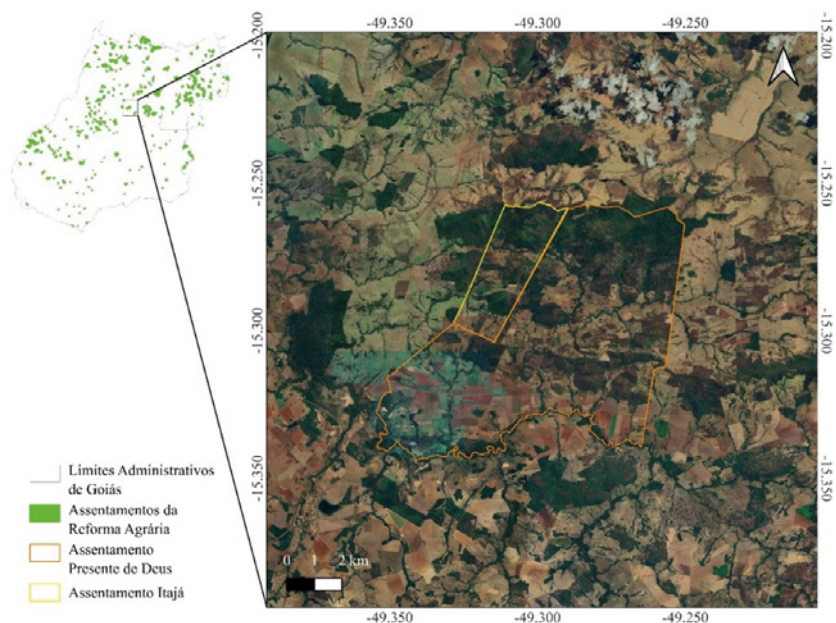 -49.350
-49.300
-49.250
-15.200
-15.200
-15.250
-15.250
-15.300
-15.300
-15.350
-15.350
Limites Administrativos
de Goiás
Assentamentos da
Reforma Agrária
Assentamento
Presente de Deus
Assentamento Itajá
0 1 2 km
-49.350
-49.300
-49.250